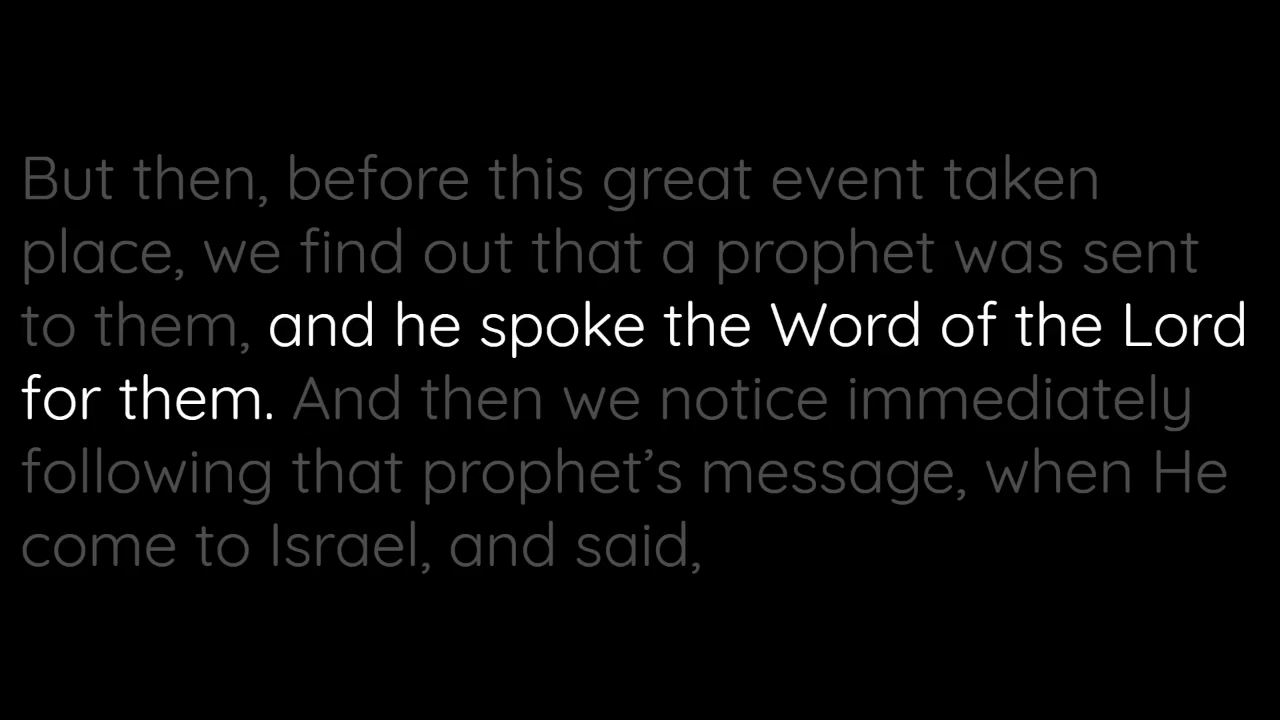 But then, before this great event taken
place, we find out that a prophet was sent
to them, and he spoke the Word of the Lord
for them. And then we notice immediately
following that prophet’s message, when He
come to Israel, and said,